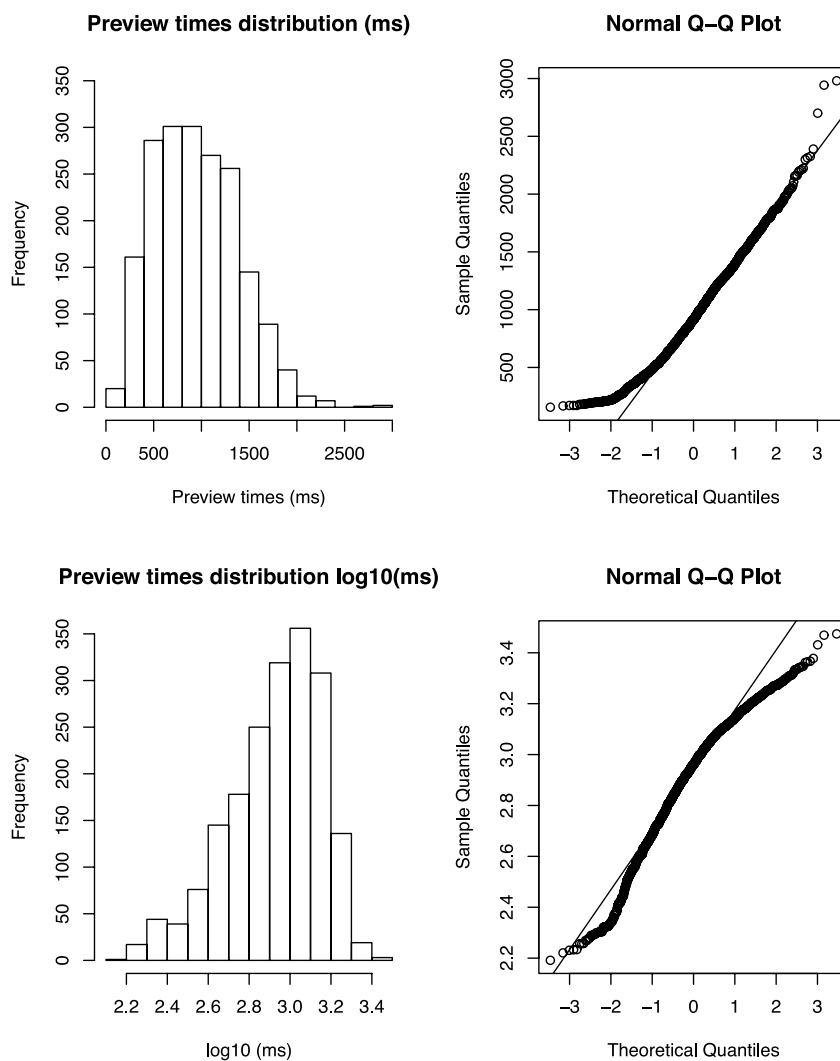 Preview times distribution (ms)
Frequency
350
300
250
200
150
100
50
0
0 500 1500 2500
Preview times (ms)
Normal Q−Q Plot
Sample Quantiles
3000
2500
2000
1500
1000
500
−3 −2 −1 0 1 2 3
Theoretical Quantiles
Preview times distribution log10(ms)
Frequency
350
300
250
200
150
100
50
0
2.2 2.4 2.6 2.8 3.0 3.2 3.4
log10 (ms)
Normal Q−Q Plot
Sample Quantiles
3.4
3.2
3.0
2.8
2.6
2.4
2.2
−3 −2 −1 0 1 2 3
Theoretical Quantiles